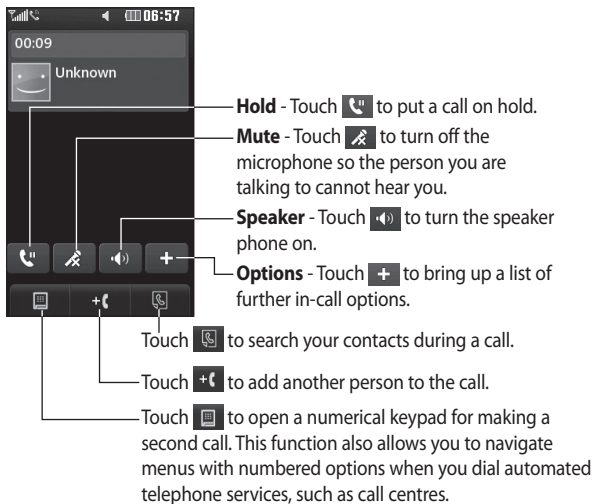 06:57
00:09
Unknown
Hold - Touch to put a call on hold.
Mute - Touch to turn off the
microphone so the person you are
talking to cannot hear you.
Speaker - Touch to turn the speaker
phone on.
Options - Touch + to bring up a list of
further in-call options.
Touch to search your contacts during a call.
Touch to add another person to the call.
Touch to open a numerical keypad for making a
second call. This function also allows you to navigate
menus with numbered options when you dial automated
telephone services, such as call centres.